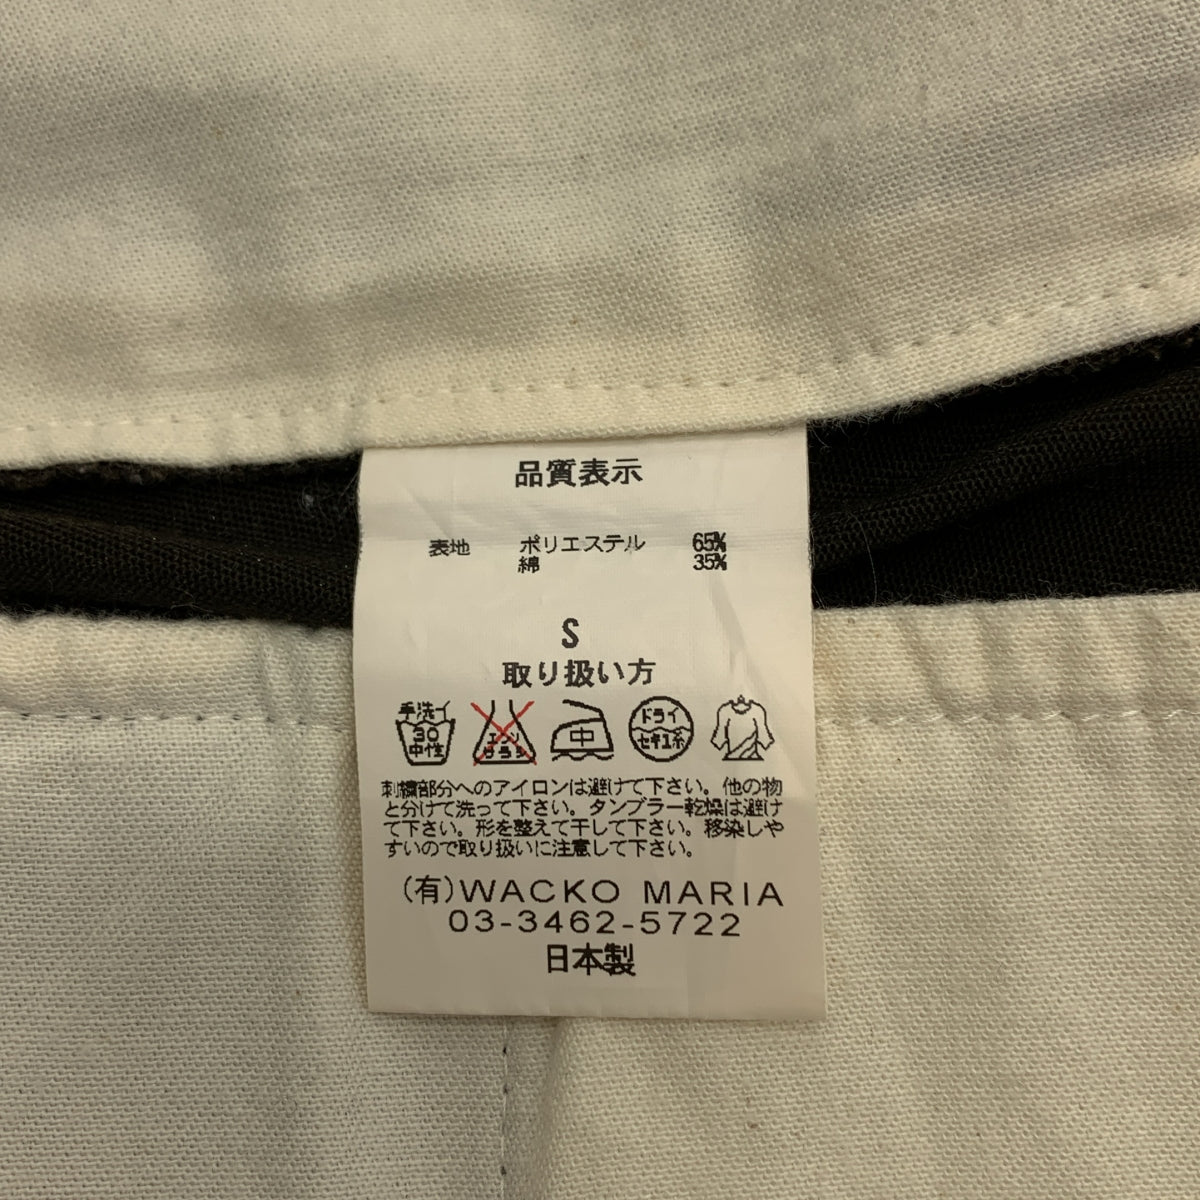 品質表示
表地 ポリエステル 65%
綿 35%
S
取り扱い方
手洗イ 30 中性
エンソ サラシ
中
ドライ セキユ系
刺繍部分へのアイロンは避けて下さい。他の物
と分けて洗って下さい。タンブラー乾燥は避け
て下さい。形を整えて干して下さい。移染しや
すいので取り扱いに注意して下さい。
(有)WACKO MARIA
03-3462-5722
日本製